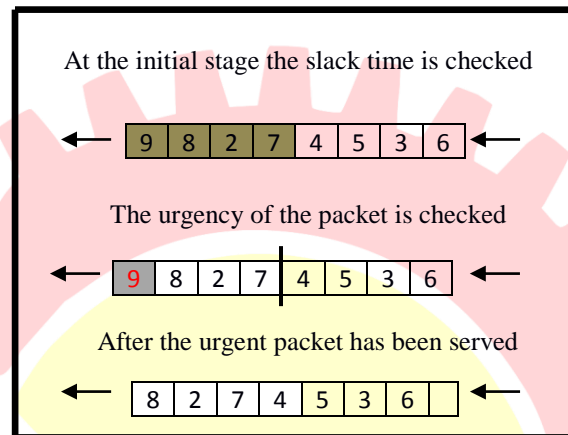 At the initial stage the slack time is checked
9 8 2 7 4 5 3 6
The urgency of the packet is checked
9 8 2 7 4 5 3 6
After the urgent packet has been served
8 2 7 4 5 3 6